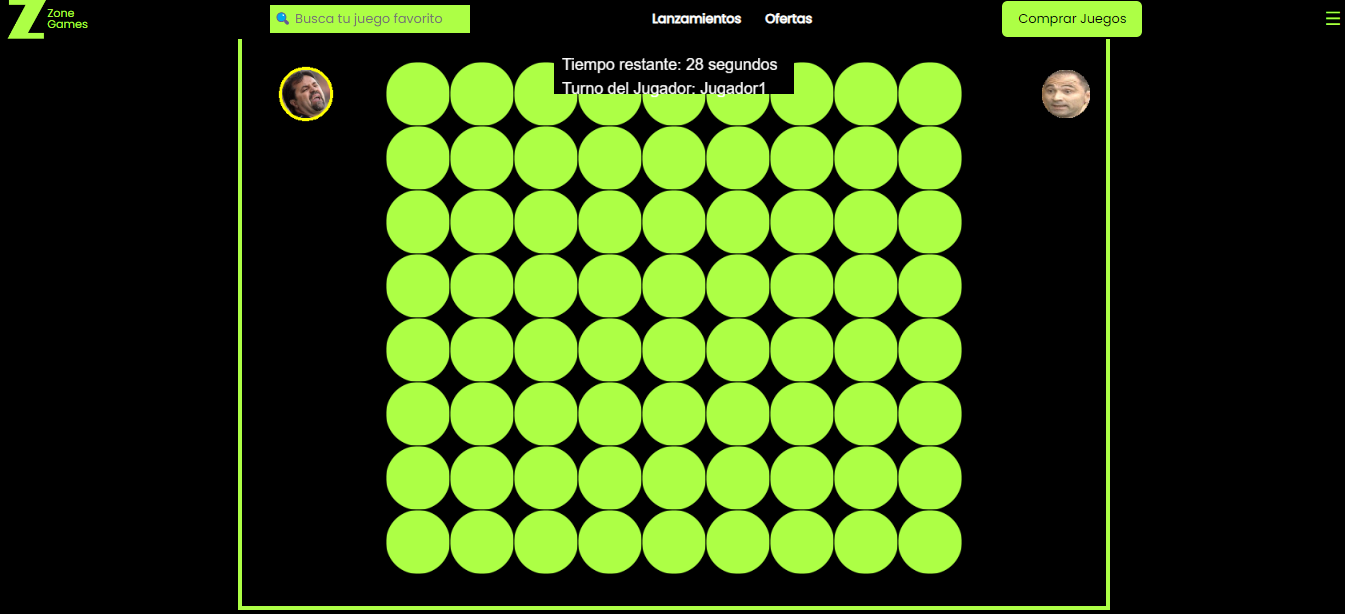 Zone
Games
Busca tu juego favorito
Lanzamientos
Ofertas
Comprar Juegos
Tiempo restante: 28 segundos
Turno del Jugador: Jugador1